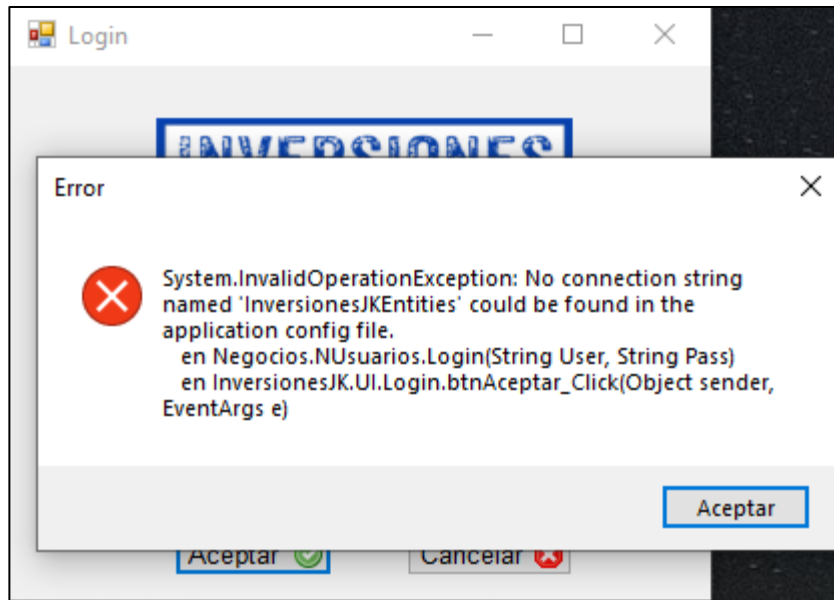 Login
INVERSIONES
Error
System.InvalidOperationException: No connection string
named 'InversionesJKEntities' could be found in the
application config file.
en Negocios.NUsuarios.Login(String User, String Pass)
en InversionesJK.UI.Login.btnAceptar_Click(Object sender,
EventArgs e)
Aceptar
Aceptar Cancelar